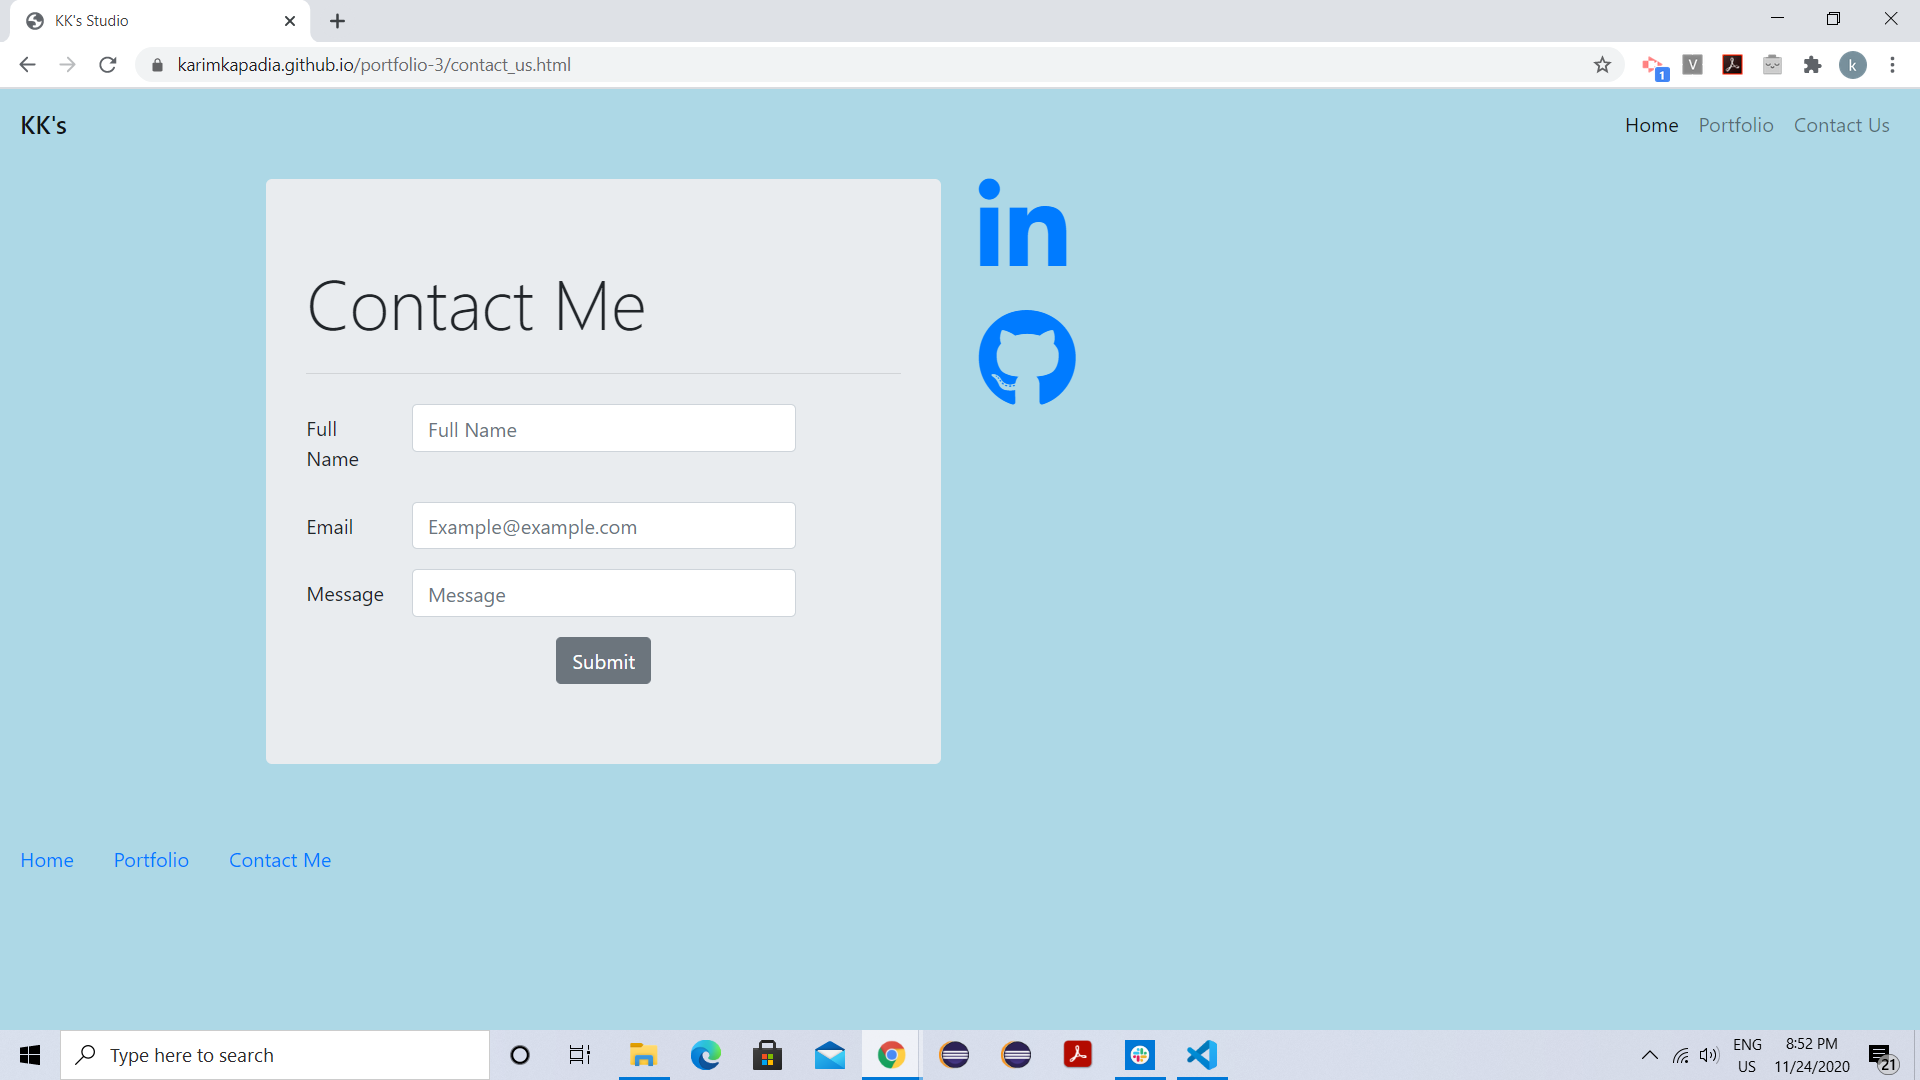 KK's Studio
karimkapadia.github.io/portfolio-3/contact_us.html
1
V
k
KK's
Home Portfolio Contact Us
in
Contact Me
Full
Name
Full Name
Email
Example@example.com
Message
Message
Submit
Home Portfolio Contact Me
Type here to search
ENG
US
8:52 PM
11/24/2020
21